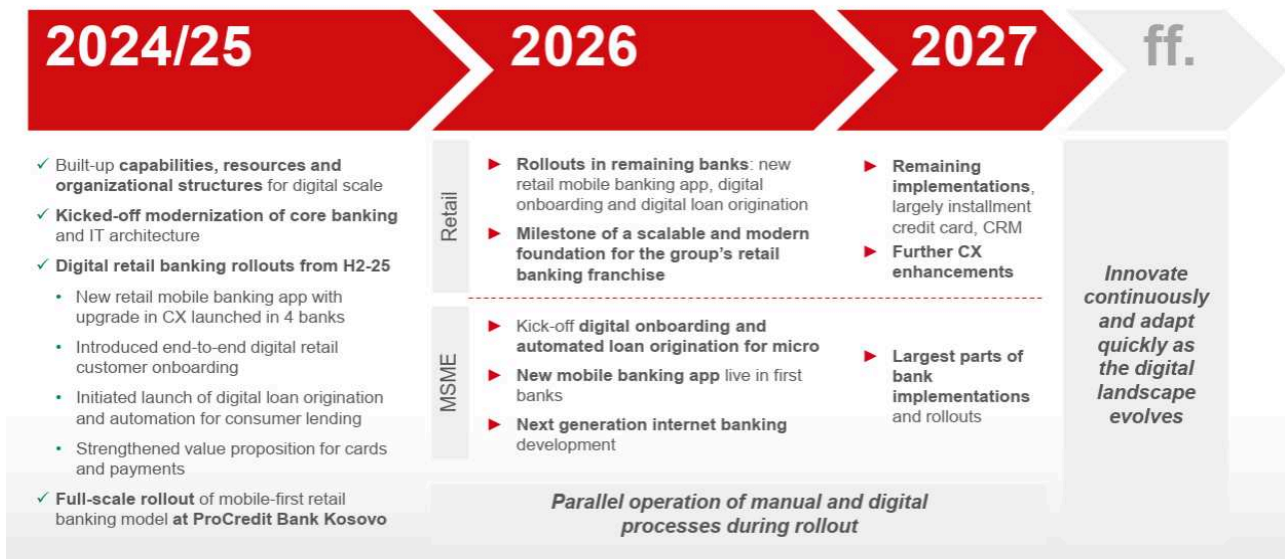 2024/25
2026
2027
ff.
✓ Built-up capabilities, resources and
organizational structures for digital scale
✓ Kicked-off modernization of core banking
and IT architecture
✓ Digital retail banking rollouts from H2-25
• New retail mobile banking app with
upgrade in CX launched in 4 banks
• Introduced end-to-end digital retail
customer onboarding
• Initiated launch of digital loan origination
and automation for consumer lending
• Strengthened value proposition for cards
and payments
✓ Full-scale rollout of mobile-first retail
banking model at ProCredit Bank Kosovo
Retail
► Rollouts in remaining banks: new
retail mobile banking app, digital
onboarding and digital loan origination
► Milestone of a scalable and modern
foundation for the group's retail
banking franchise
► Remaining
implementations,
largely installment
credit card, CRM
► Further CX
enhancements
MSME
► Kick-off digital onboarding and
automated loan origination for micro
► New mobile banking app live in first
banks
► Next generation internet banking
development
► Largest parts of
bank
implementations
and rollouts
Parallel operation of manual and digital
processes during rollout
Innovate
continuously
and adapt
quickly as
the digital
landscape
evolves